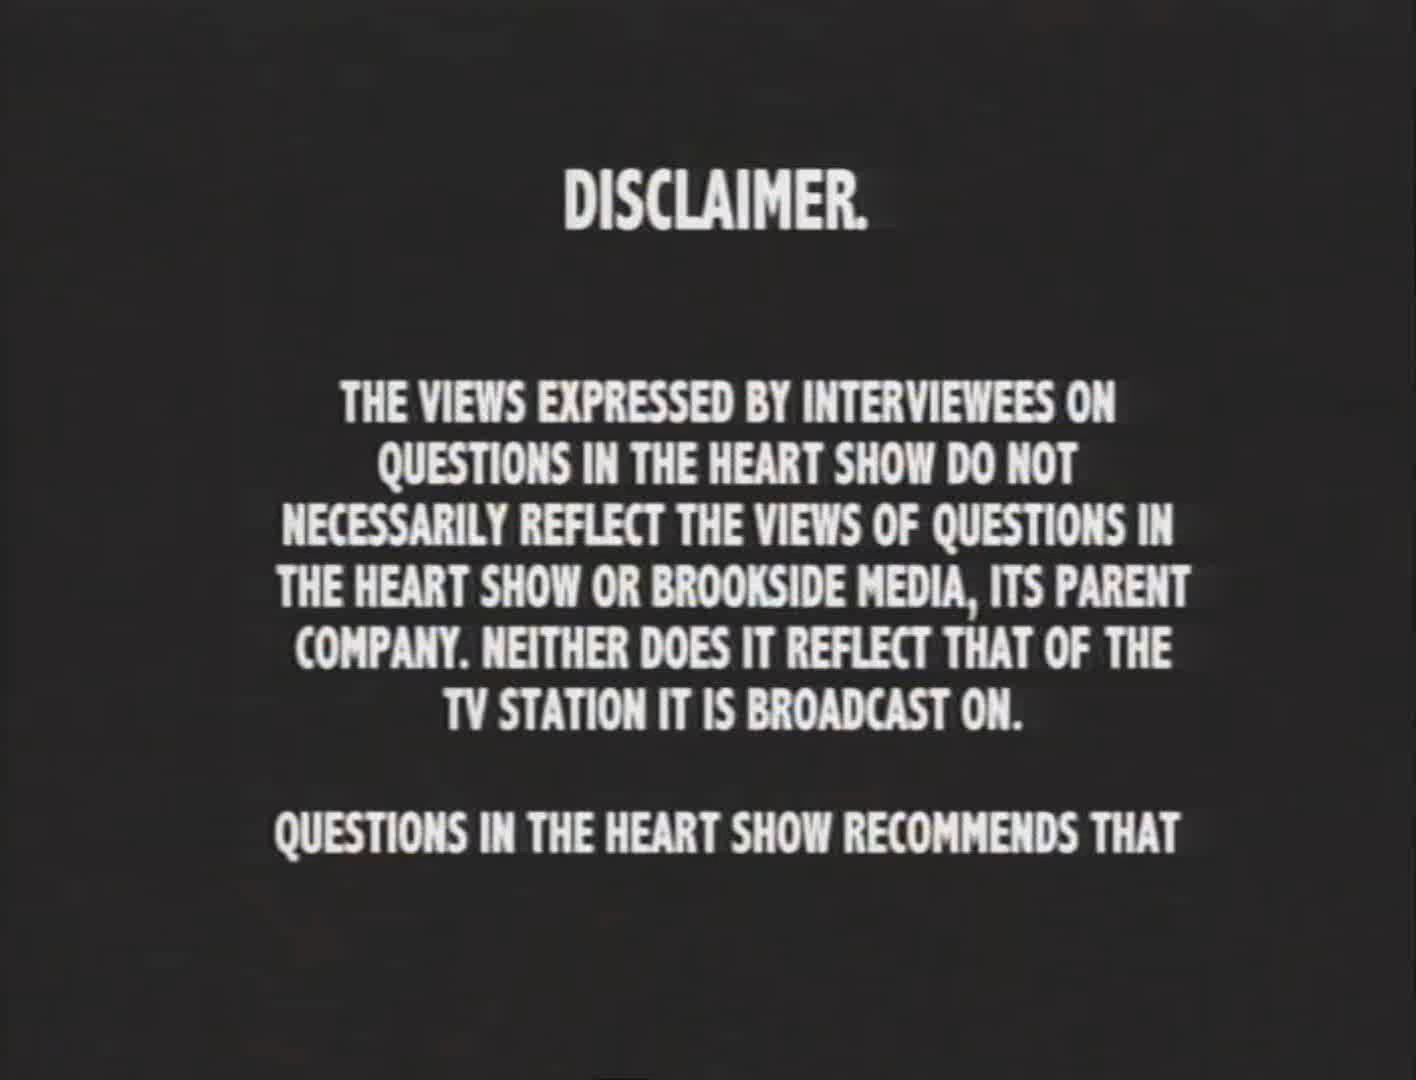 DISCLAIMER.
THE VIEWS EXPRESSED BY INTERVIEWEES ON
QUESTIONS IN THE HEART SHOW DO NOT
NECESSARILY REFLECT THE VIEWS OF QUESTIONS IN
THE HEART SHOW OR BROOKSIDE MEDIA, ITS PARENT
COMPANY. NEITHER DOES IT REFLECT THAT OF THE
TV STATION IT IS BROADCAST ON.
QUESTIONS IN THE HEART SHOW RECOMMENDS THAT